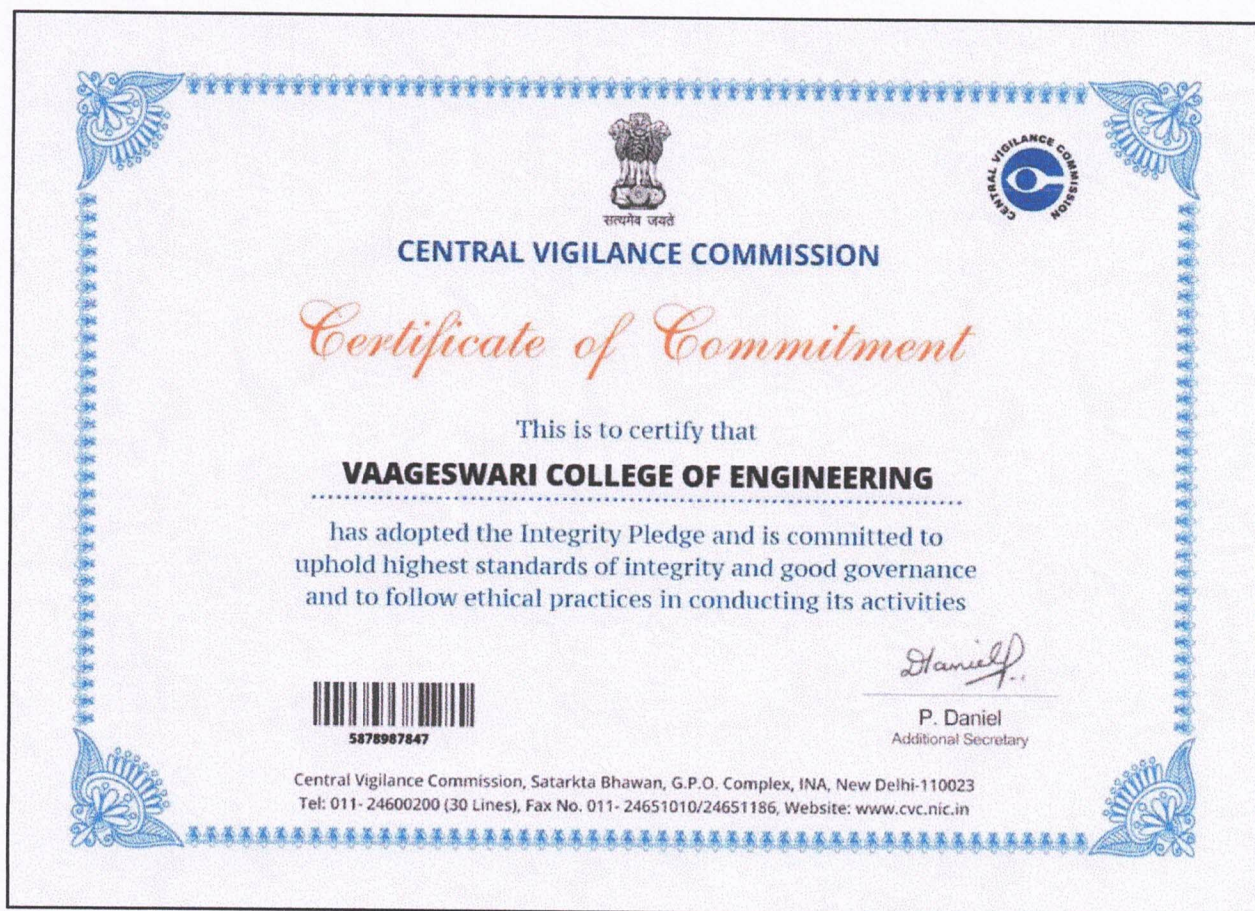 सत्यमेव जयते
CENTRAL VIGILANCE COMMISSION
CENTRAL VIGILANCE COMMISSION
Certificate of Commitment
This is to certify that
VAAGESWARI COLLEGE OF ENGINEERING
has adopted the Integrity Pledge and is committed to
uphold highest standards of integrity and good governance
and to follow ethical practices in conducting its activities
Daniel P.
P. Daniel
Additional Secretary
5878987847
Central Vigilance Commission, Satarkta Bhawan, G.P.O. Complex, INA, New Delhi-110023
Tel: 011- 24600200 (30 Lines), Fax No. 011- 24651010/24651186, Website: www.cvc.nic.in